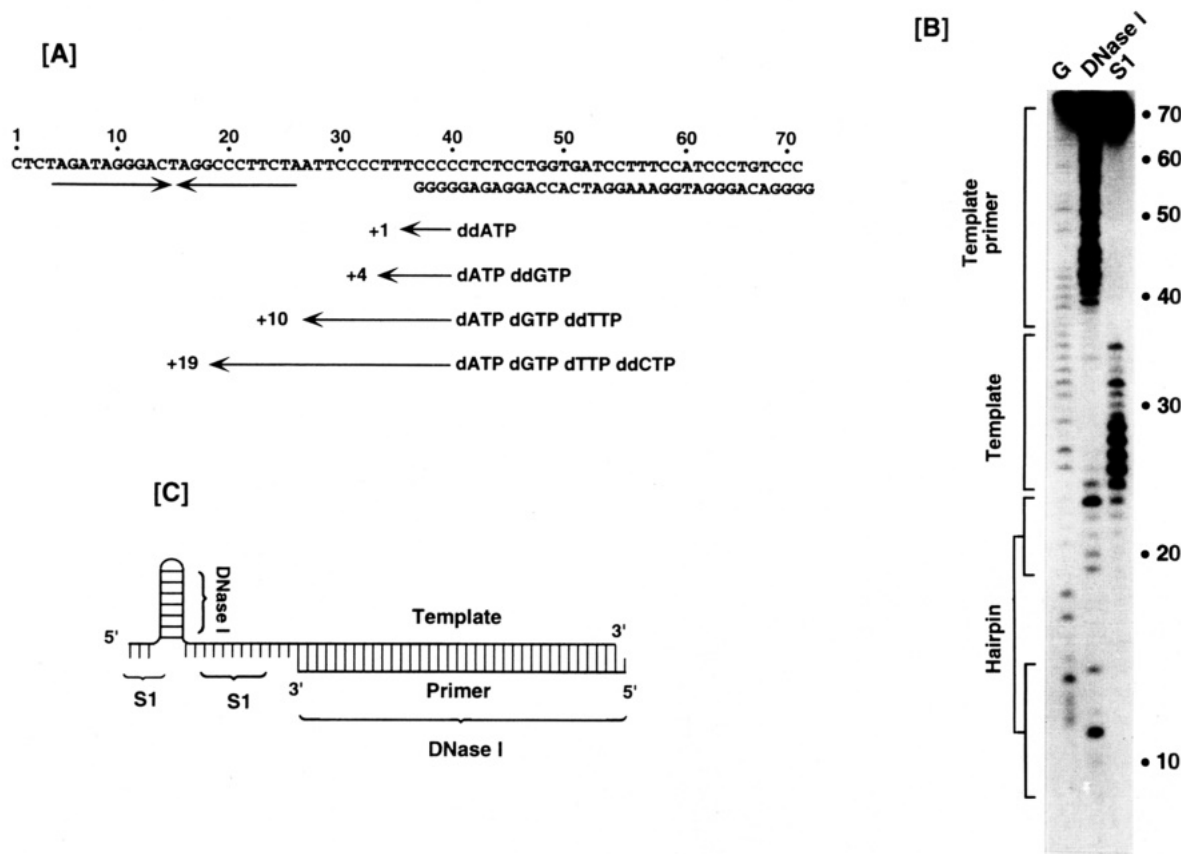 [A]
1 10 20 30 40 50 60 70
CTCTAGATAGGGACTAGGCCCTTCTAATTCCCCTTTCCCCCTCTCCTGGTGATCCTTTCCATCCCTGTCCC
GGGGGAGAGGACCACTAGGAAAGGTAGGGACAGGGG
+1 ddATP
+4 dATP ddGTP
+10 dATP dGTP ddTTP
+19 dATP dGTP dTTP ddCTP
[B]
G DNase I S1
Template primer
Template
Hairpin
70
60
50
40
30
20
10
[C]
DNase I
5'
Template
3'
S1
S1
3'
Primer
5'
DNase I